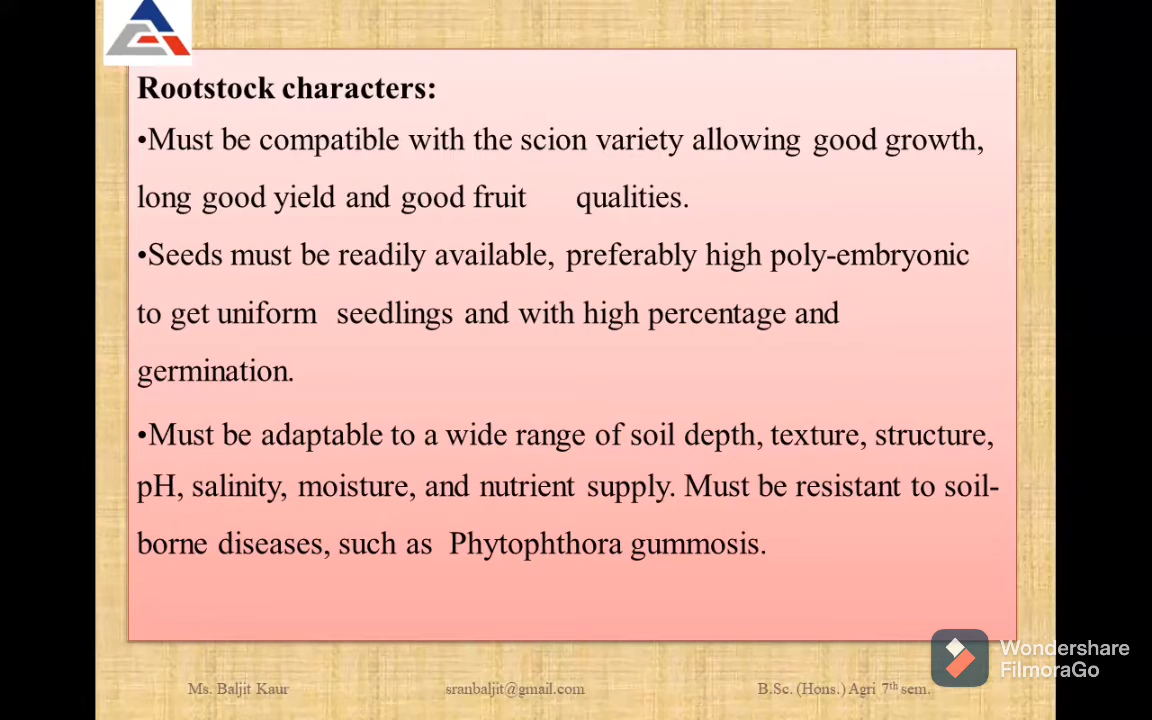 Rootstock characters:
•Must be compatible with the scion variety allowing good growth,
long good yield and good fruit qualities.
•Seeds must be readily available, preferably high poly-embryonic
to get uniform seedlings and with high percentage and
germination.
•Must be adaptable to a wide range of soil depth, texture, structure,
pH, salinity, moisture, and nutrient supply. Must be resistant to soil-
borne diseases, such as Phytophthora gummosis.
Wondershare
FilmoraGo
Ms. Baljit Kaur sranbaljit@gmail.com B.Sc. (Hons.) Agri 7th sem.